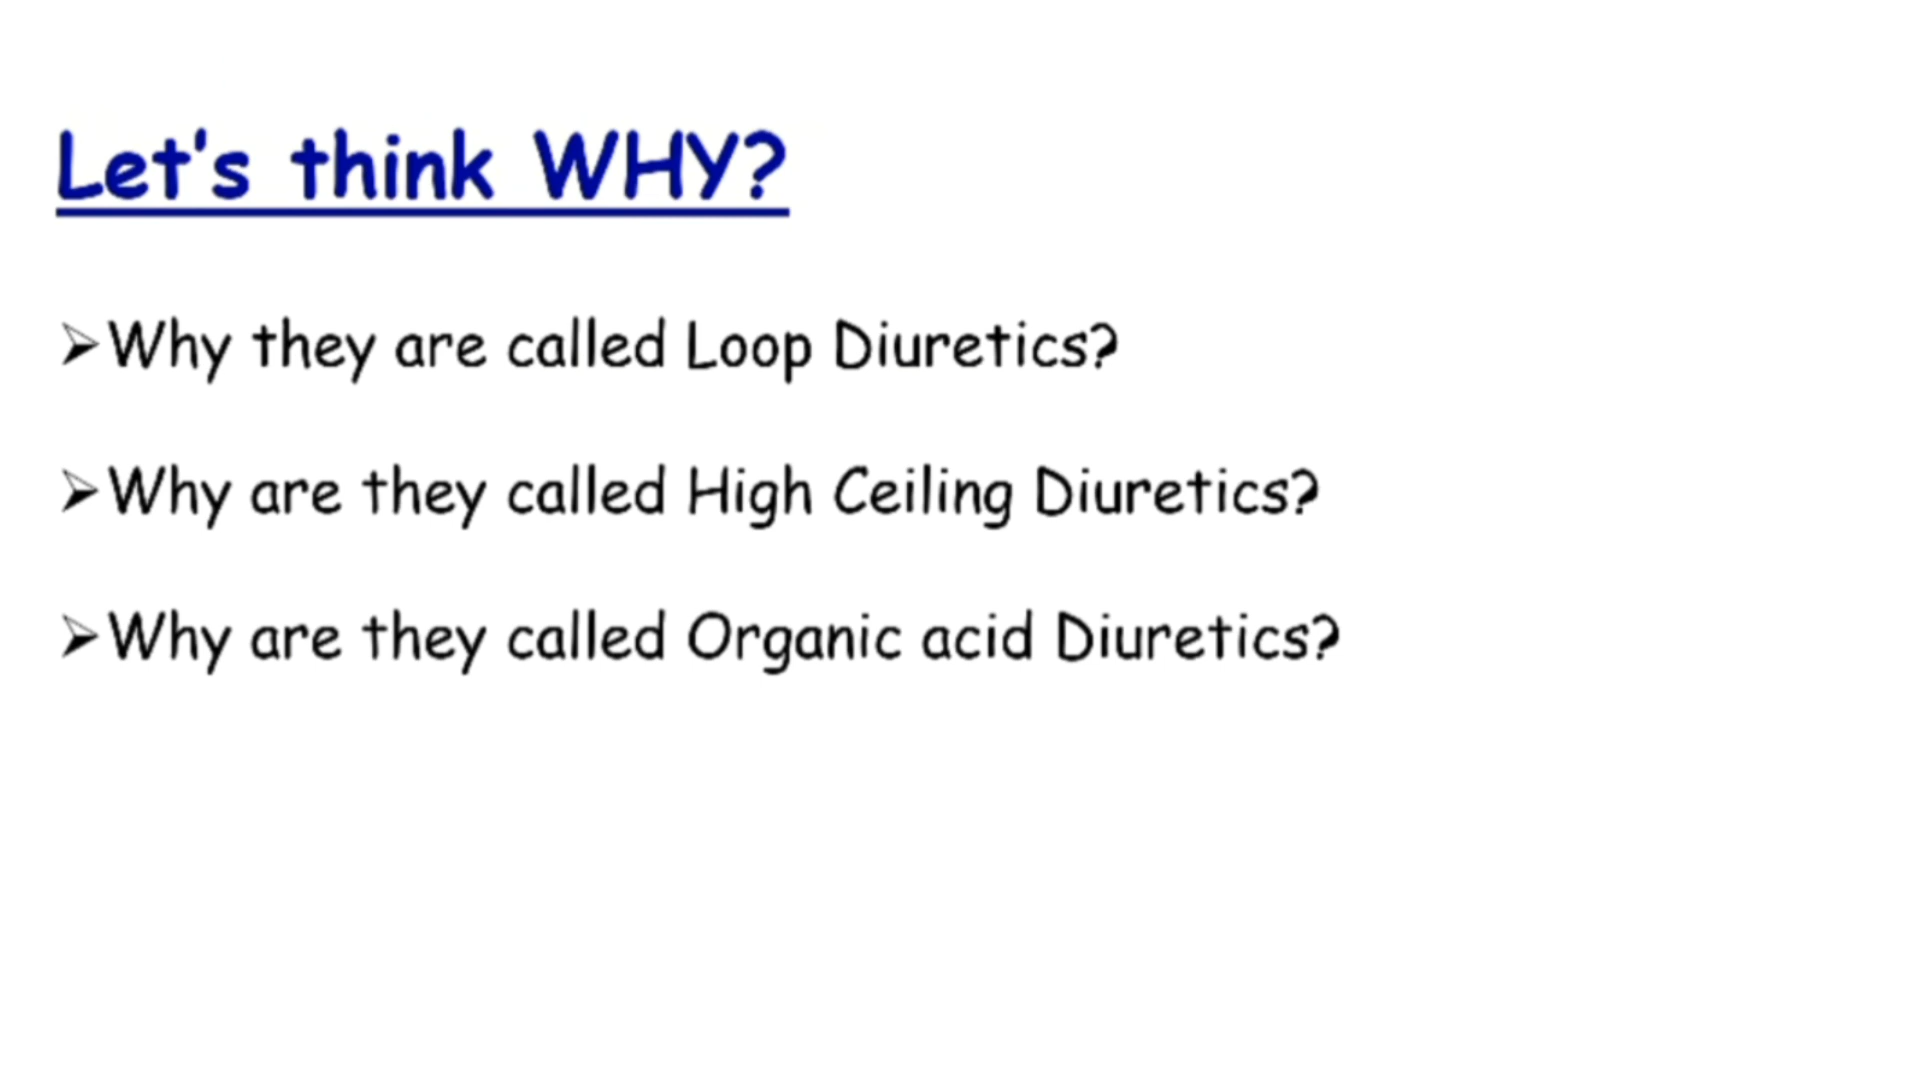 Let's think WHY?
➢Why they are called Loop Diuretics?
➢Why are they called High Ceiling Diuretics?
➢Why are they called Organic acid Diuretics?